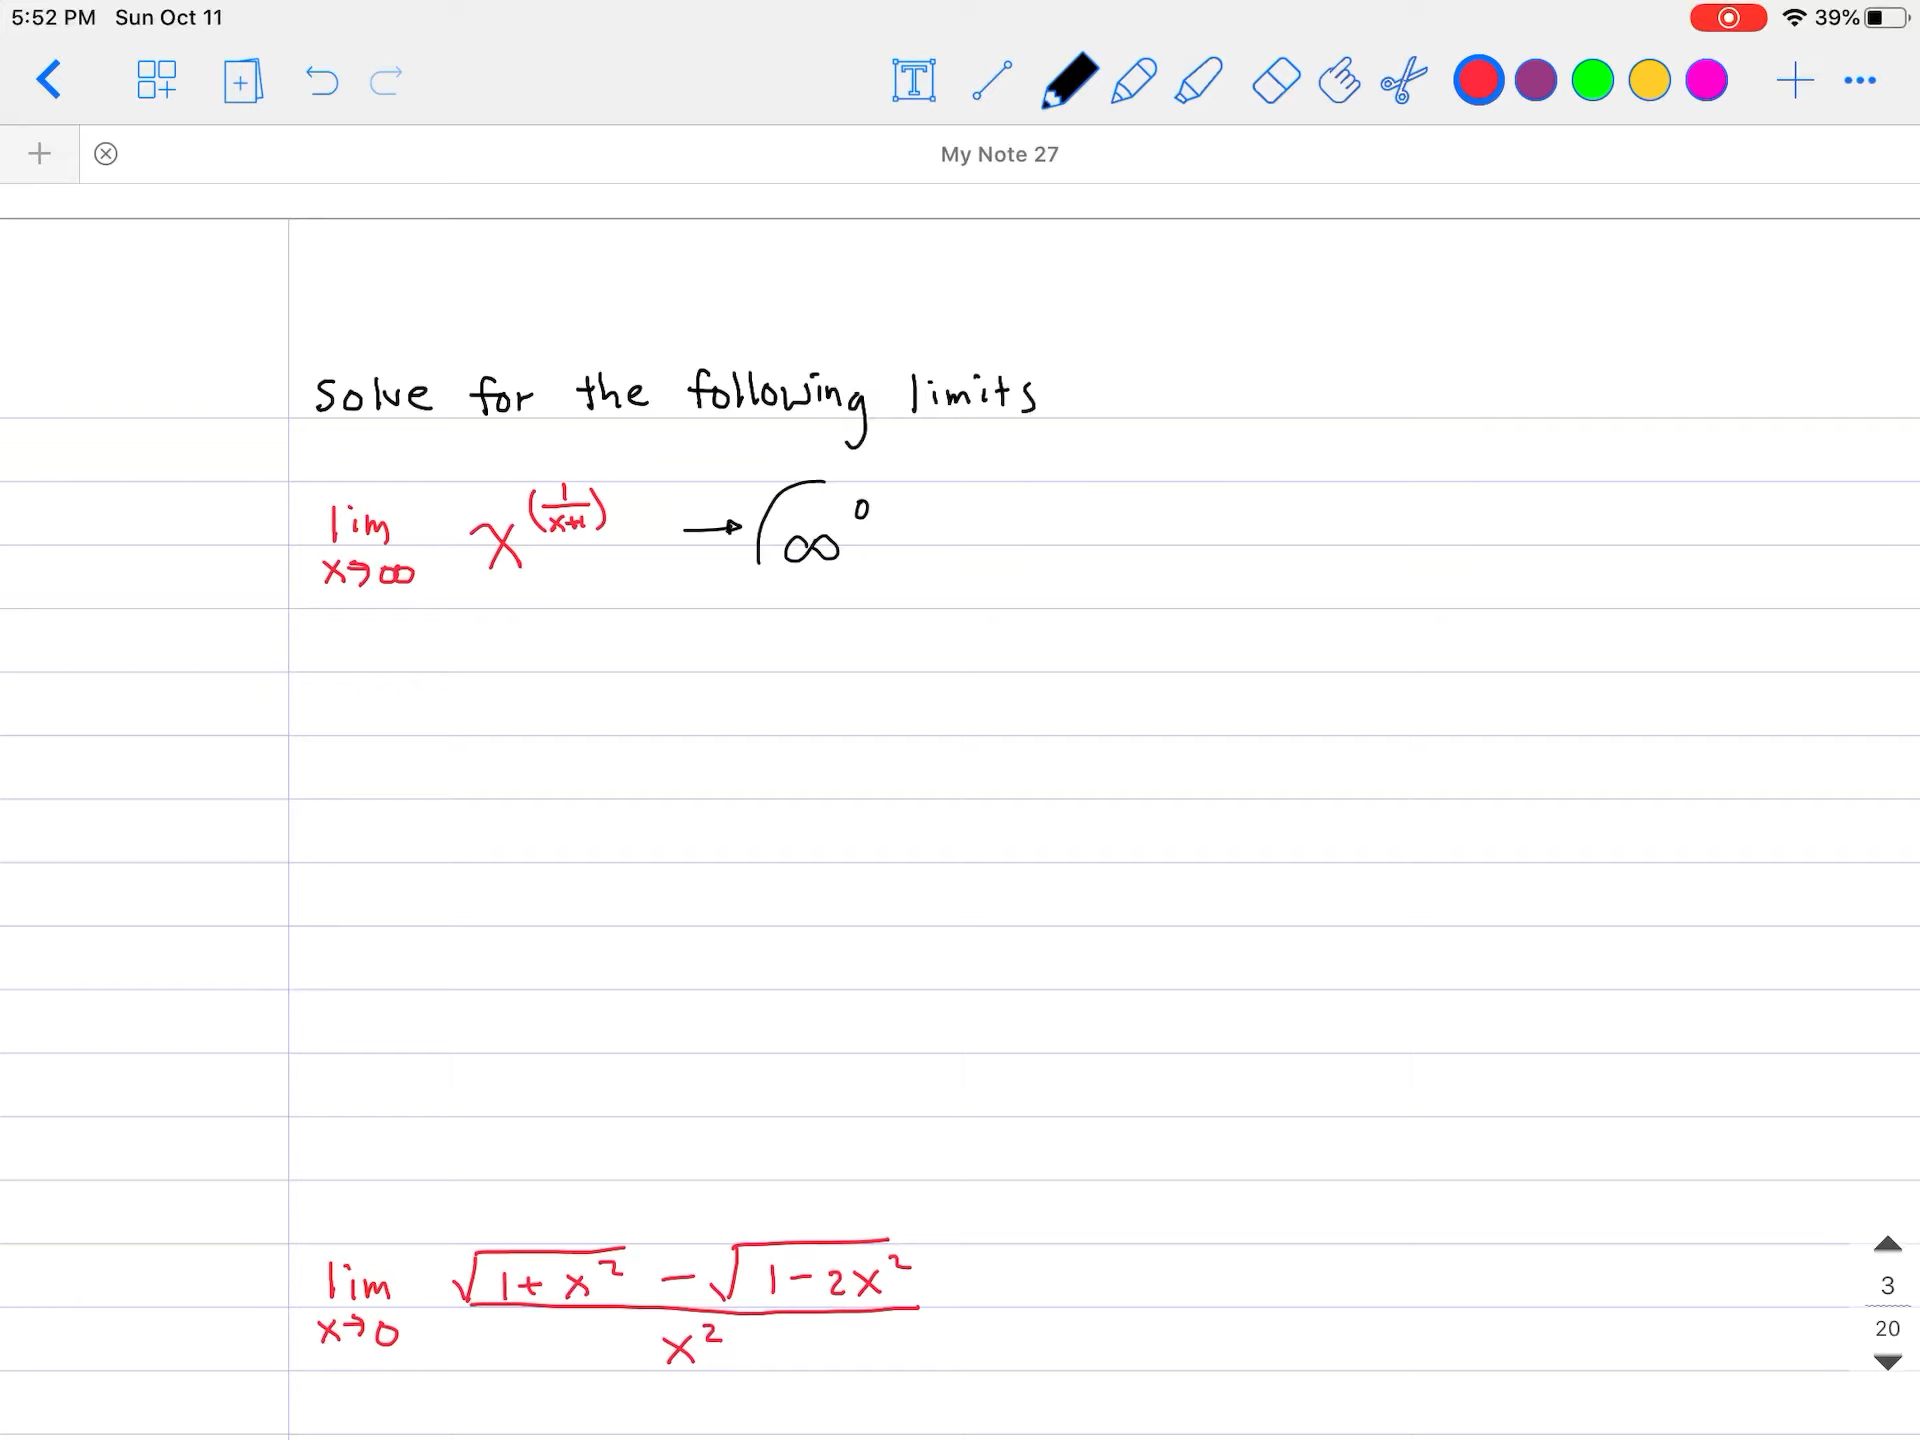 5:52 PM Sun Oct 11 39%
T
My Note 27
Solve for the following limits
lim x→∞ x^(1/(x+1)) → ∞^0
lim x→0 (√(1+x²) − √(1−2x²))/x²
3
20